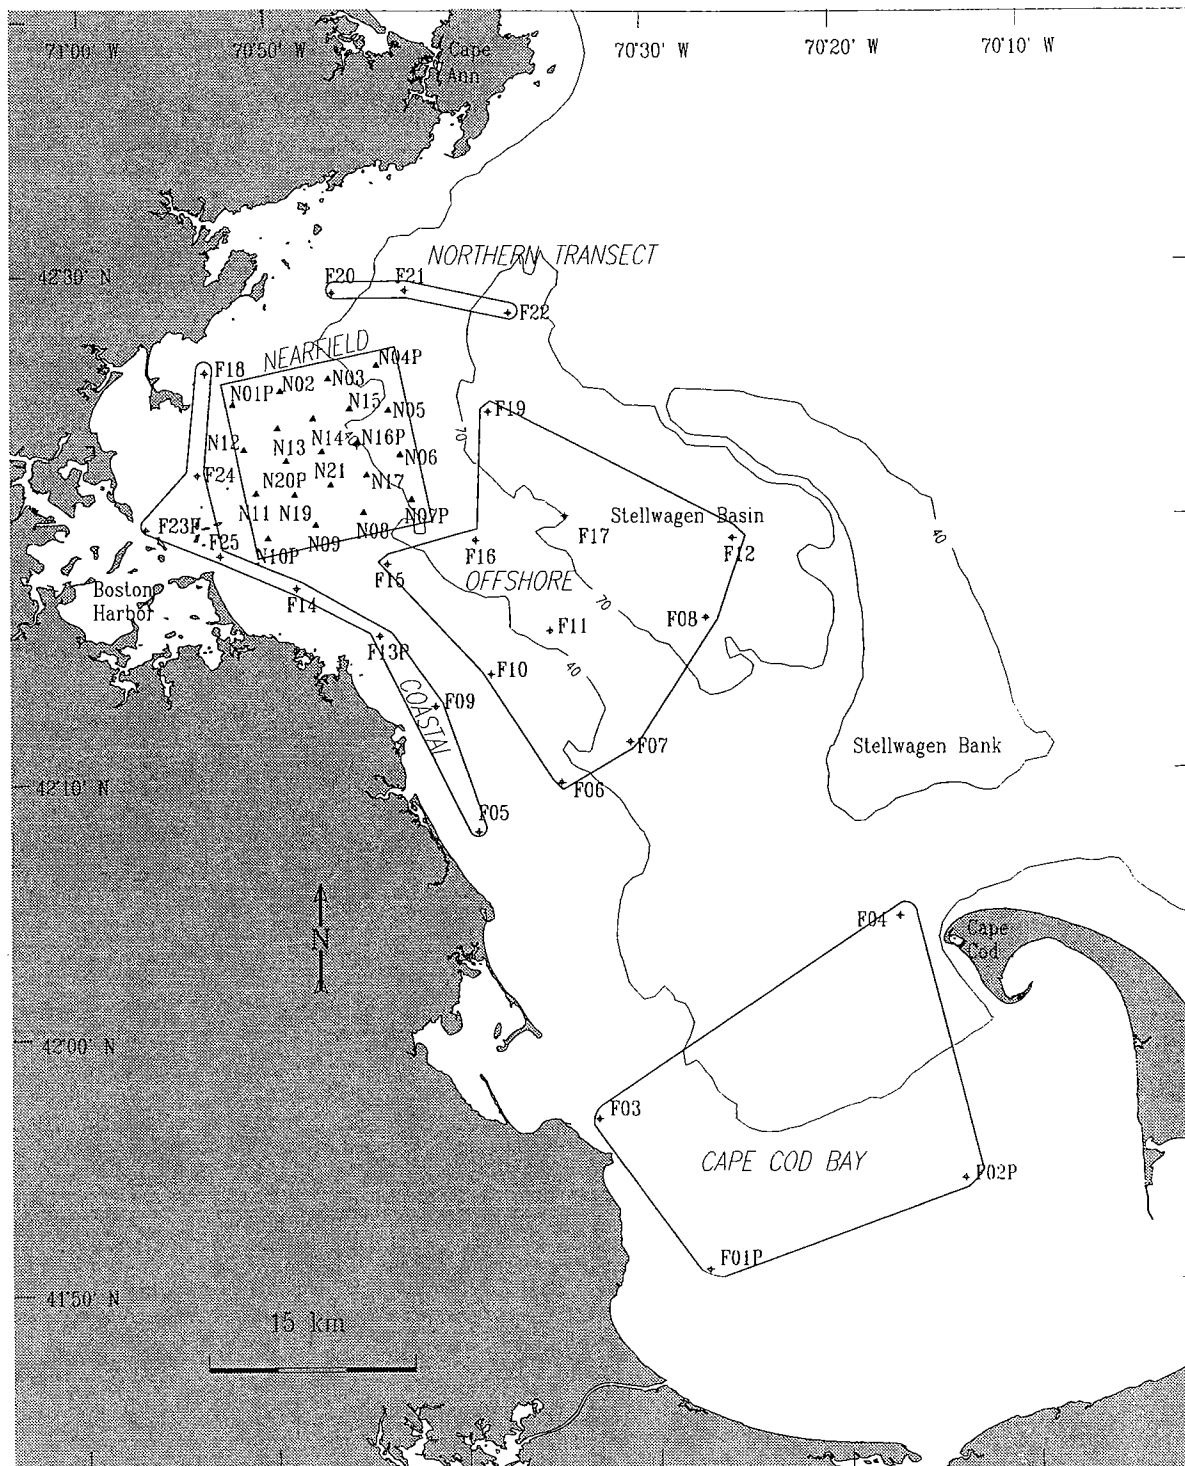 71°00' W
70°50' W
70°30' W
70°20' W
70°10' W
Cape
Ann
NORTHERN TRANSECT
42°30' N
F20
F21
F22
NEARFIELD
N04P
F18
N03
N02
N01P
N15
N05
F19
70
40
N12
N13
N14
N16P
N06
F24
N20P
N21
N17
N11
N19
N08
N07P
Stellwagen Basin
F17
F12
40
F23P
F25
N10P
N09
F16
F15
OFFSHORE
Boston
Harbor
F14
70
F08
F11
F13P
F10
40
COASTAL
F09
F07
Stellwagen Bank
42°10' N
F06
F05
N
F04
Cape
Cod
42°00' N
F03
CAPE COD BAY
F02P
F01P
41°50' N
15 km